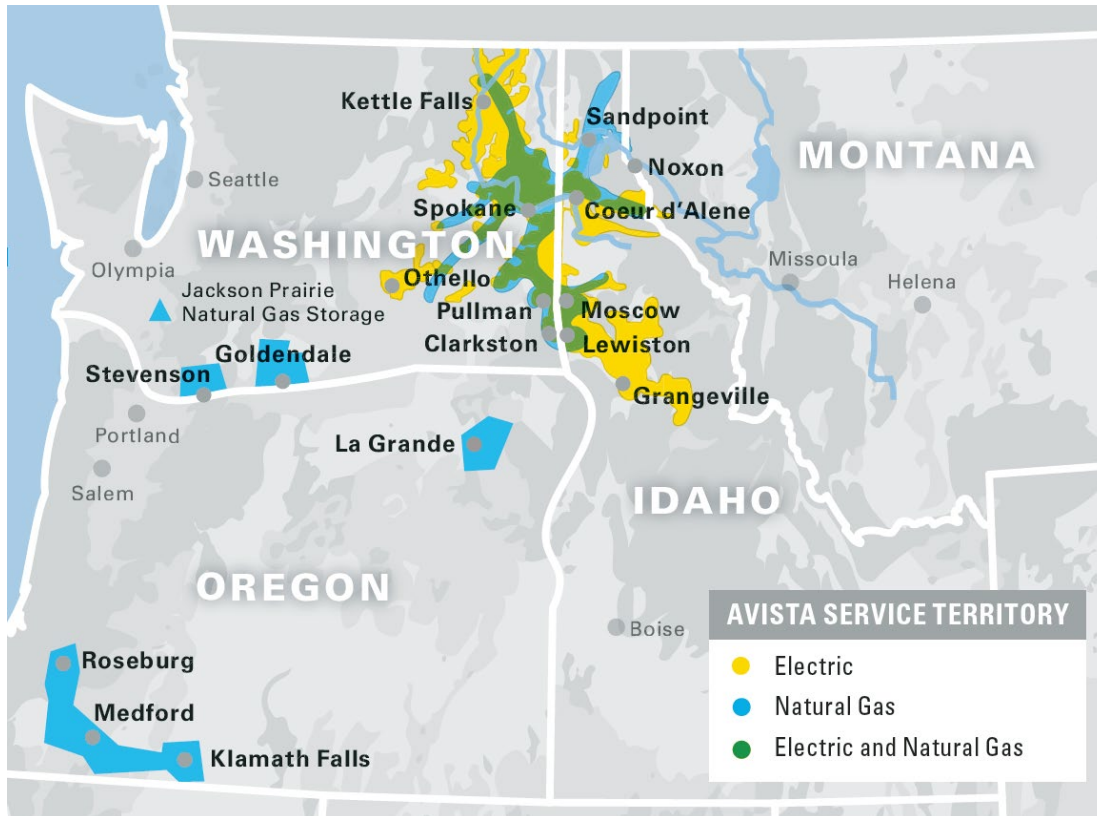 Kettle Falls
Sandpoint
MONTANA
Noxon
Seattle
Spokane
Coeur d'Alene
WASHINGTON
Olympia
Missoula
Othello
Helena
Jackson Prairie
Natural Gas Storage
Pullman
Moscow
Clarkston
Lewiston
Goldendale
Stevenson
Grangeville
Portland
La Grande
Salem
IDAHO
OREGON
Boise
AVISTA SERVICE TERRITORY
Electric
Natural Gas
Electric and Natural Gas
Roseburg
Medford
Klamath Falls